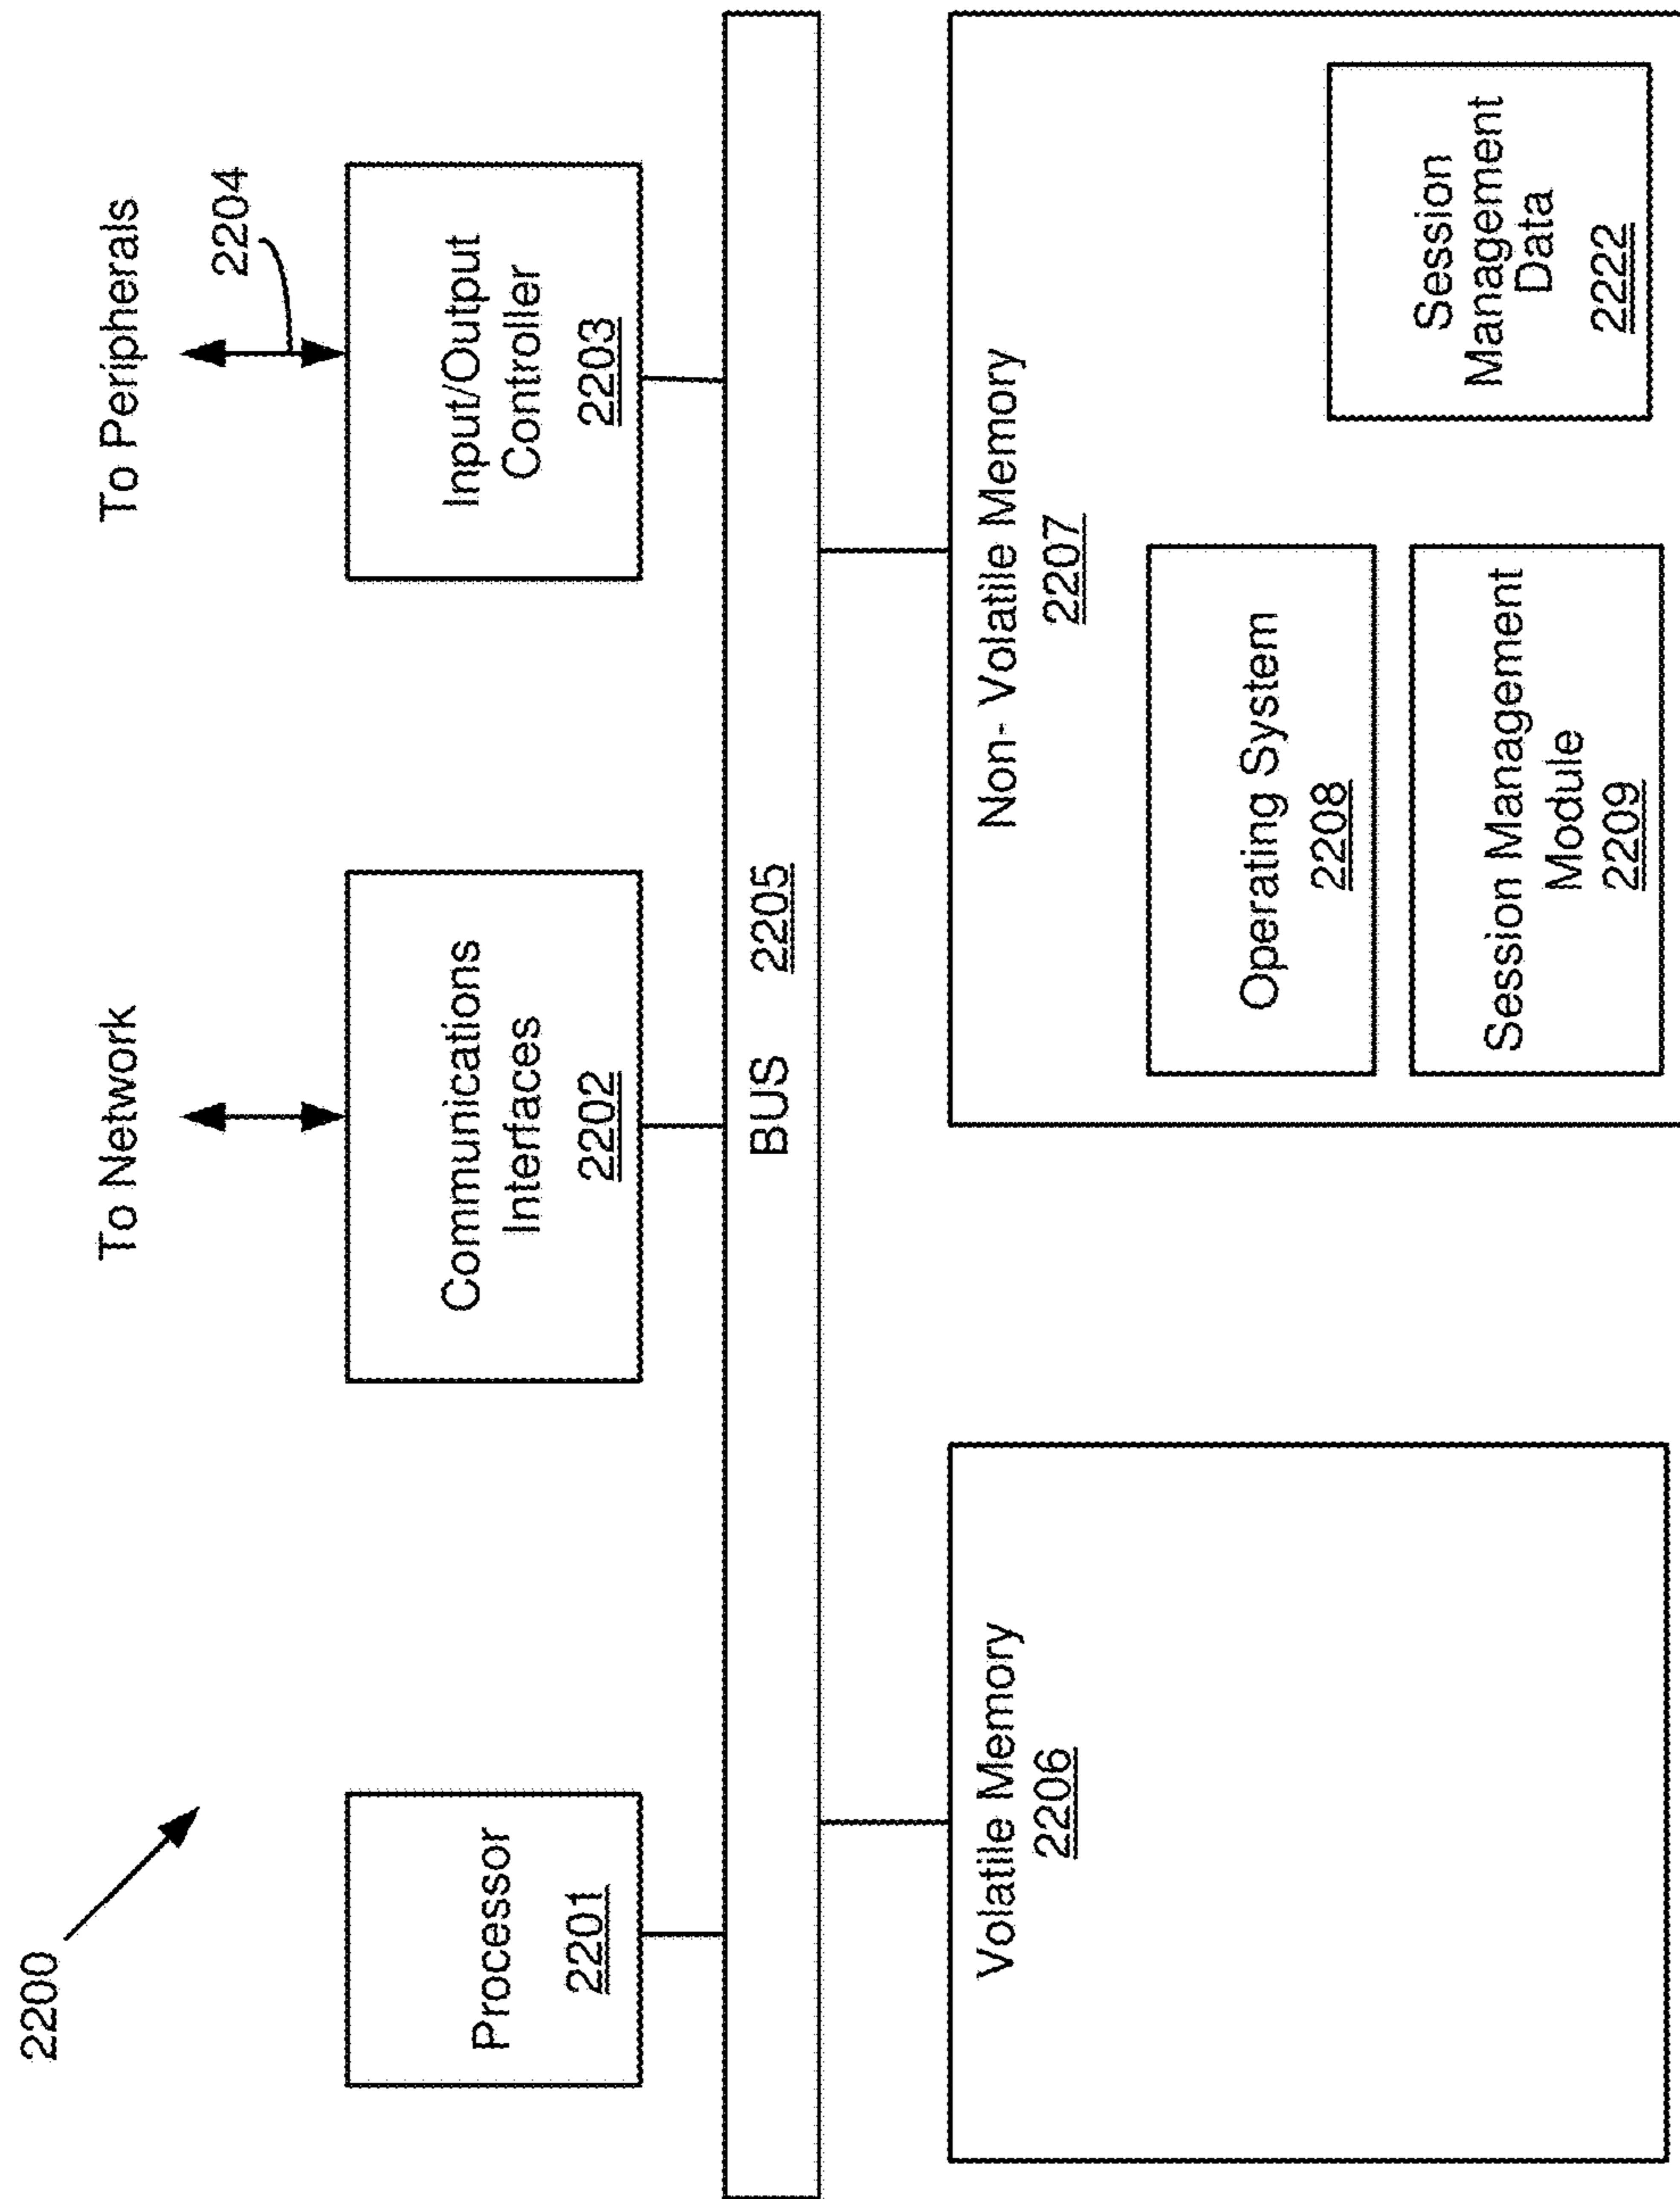 2200
To Network
To Peripherals
2204
Processor
2201
Communications
Interfaces
2202
Input/Output
Controller
2203
BUS 2205
Volatile Memory
2206
Non- Volatile Memory
2207
Operating System
2208
Session Management
Module
2209
Session
Management
Data
2222